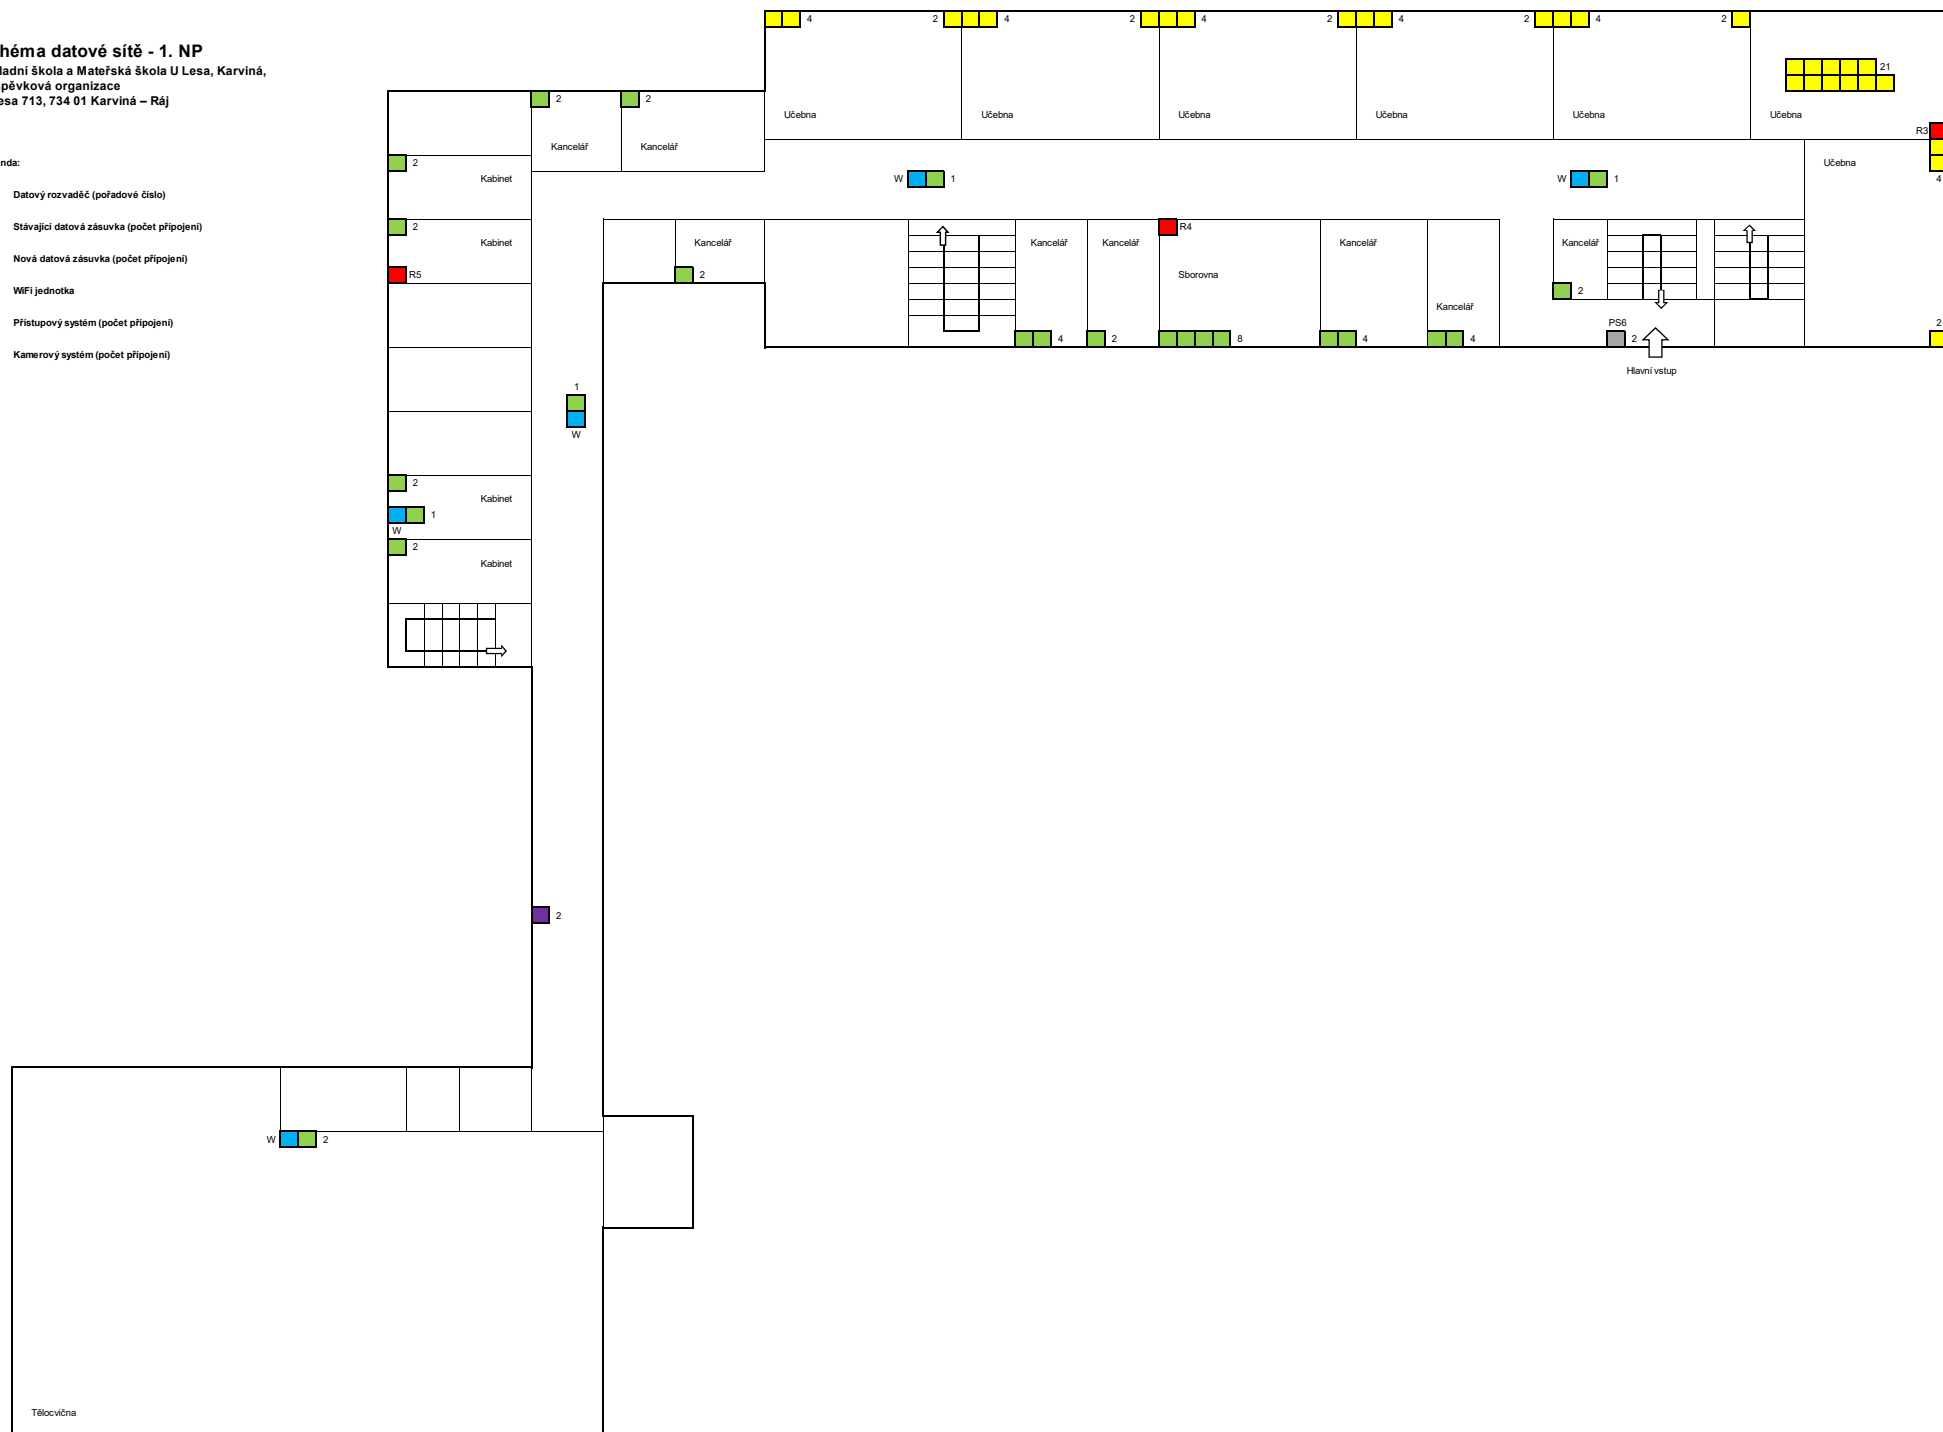 héma datové sítě - 1. NP
ladní škola a Mateřská škola U Lesa, Karviná,
spěvková organizace
esa 713, 734 01 Karviná – Ráj
nda:
Datový rozvaděč (pořadové číslo)
Stávající datová zásuvka (počet připojení)
Nová datová zásuvka (počet připojení)
WiFi jednotka
Přístupový systém (počet připojení)
Kamerový systém (počet připojení)
4 2 4 2 4 2 4 2 4 2
21
2 2
Učebna Učebna Učebna Učebna Učebna Učebna
R3
Kancelář Kancelář
2
Učebna
Kabinet W 1 W 1 4
2 R4
Kabinet Kancelář Kancelář Kancelář Kancelář Kancelář
R5 2 Sborovna
2
Kancelář
PS6 2
4 2 8 4 4 2
Hlavní vstup
1
W
2
Kabinet
1
W
2
Kabinet
2
W 2
Tělocvična